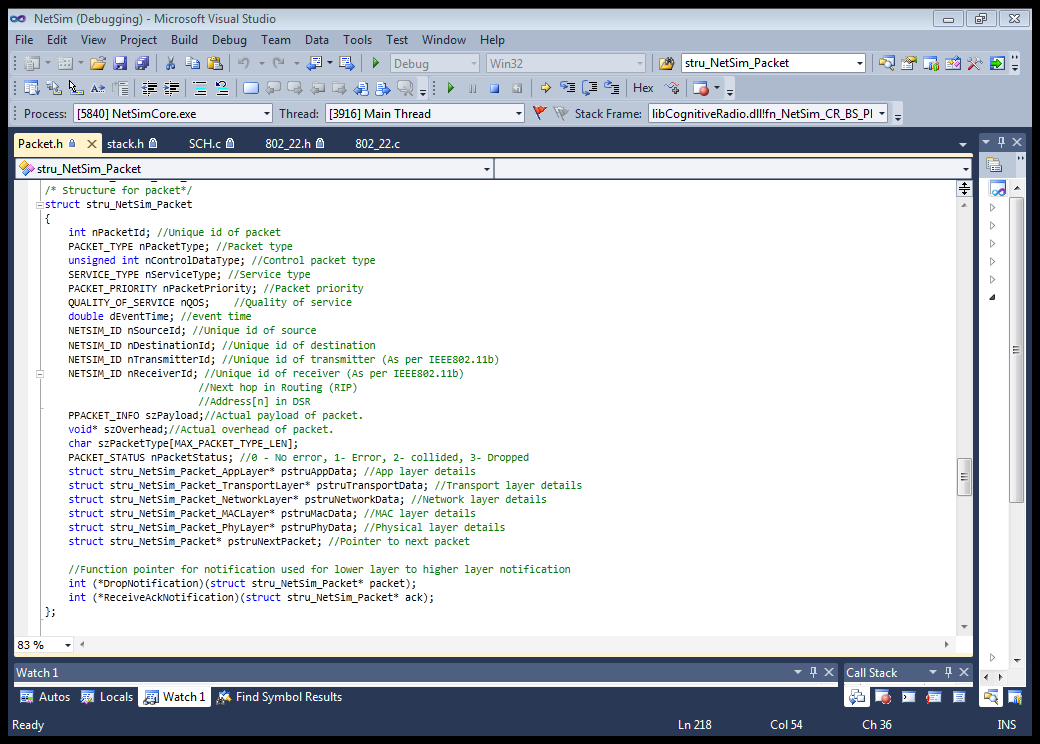 NetSim (Debugging) - Microsoft Visual Studio
File Edit View Project Build Debug Team Data Tools Test Window Help
Debug Win32 stru_NetSim_Packet
Hex
Process: [5840] NetSimCore.exe Thread: [3916] Main Thread Stack Frame: libCognitiveRadio.dll!fn_NetSim_CR_BS_Pl
Packet.h stack.h SCH.c 802_22.h 802_22.c
stru_NetSim_Packet
/* Structure for packet*/
struct stru_NetSim_Packet
{
int nPacketId; //Unique id of packet
PACKET_TYPE nPacketType; //Packet type
unsigned int nControlDataType; //Control packet type
SERVICE_TYPE nServiceType; //Service type
PACKET_PRIORITY nPacketPriority; //Packet priority
QUALITY_OF_SERVICE nQOS; //Quality of service
double dEventTime; //event time
NETSIM_ID nSourceId; //Unique id of source
NETSIM_ID nDestinationId; //Unique id of destination
NETSIM_ID nTransmitterId; //Unique id of transmitter (As per IEEE802.11b)
NETSIM_ID nReceiverId; //Unique id of receiver (As per IEEE802.11b)
//Next hop in Routing (RIP)
//Address[n] in DSR
PPACKET_INFO szPayload;//Actual payload of packet.
void* szOverhead;//Actual overhead of packet.
char szPacketType[MAX_PACKET_TYPE_LEN];
PACKET_STATUS nPacketStatus; //0 - No error, 1- Error, 2- collided, 3- Dropped
struct stru_NetSim_Packet_AppLayer* pstruAppData; //App layer details
struct stru_NetSim_Packet_TransportLayer* pstruTransportData; //Transport layer details
struct stru_NetSim_Packet_NetworkLayer* pstruNetworkData; //Network layer details
struct stru_NetSim_Packet_MACLayer* pstruMacData; //MAC layer details
struct stru_NetSim_Packet_PhyLayer* pstruPhyData; //Physical layer details
struct stru_NetSim_Packet* pstruNextPacket; //Pointer to next packet
//Function pointer for notification used for lower layer to higher layer notification
int (*DropNotification)(struct stru_NetSim_Packet* packet);
int (*ReceiveAckNotification)(struct stru_NetSim_Packet* ack);
};
83 %
Watch 1 Call Stack
Autos Locals Watch 1 Find Symbol Results
Ready Ln 218 Col 54 Ch 36 INS